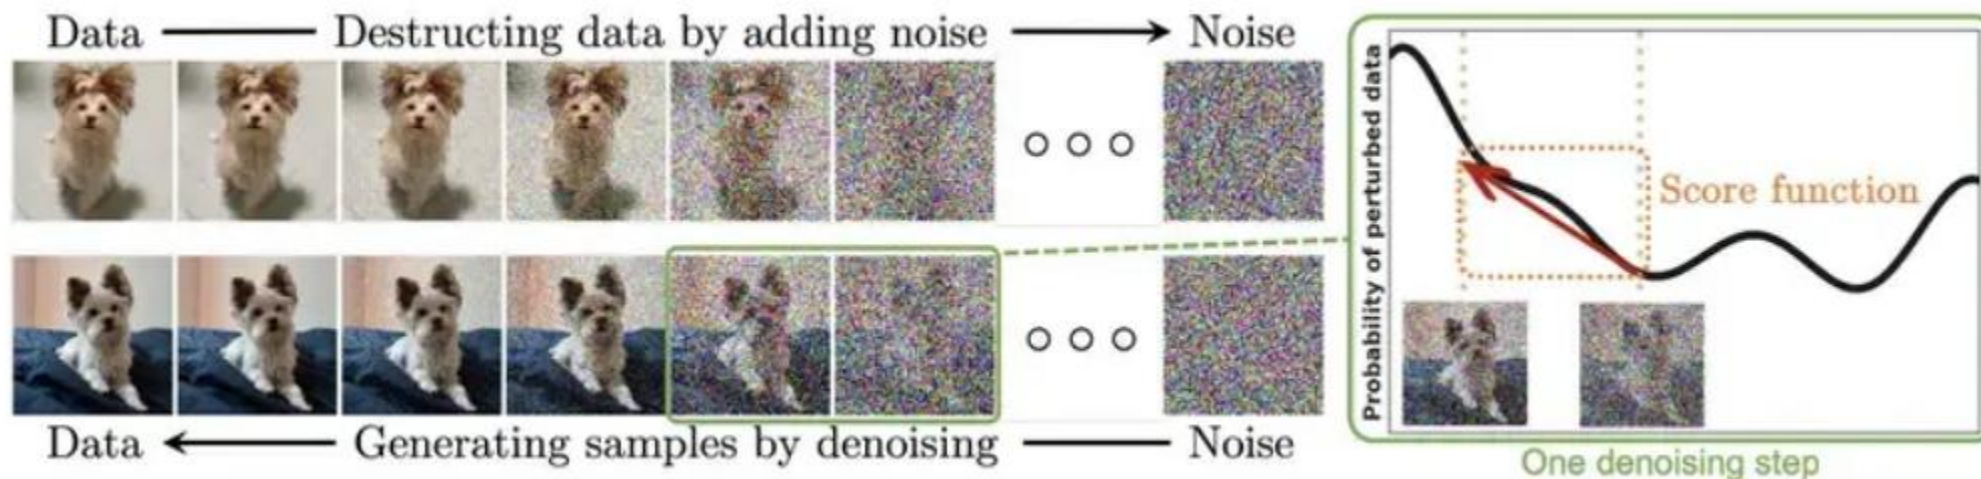 Data Destructing data by adding noise Noise
Data Generating samples by denoising Noise
Probability of perturbed data
Score function
One denoising step